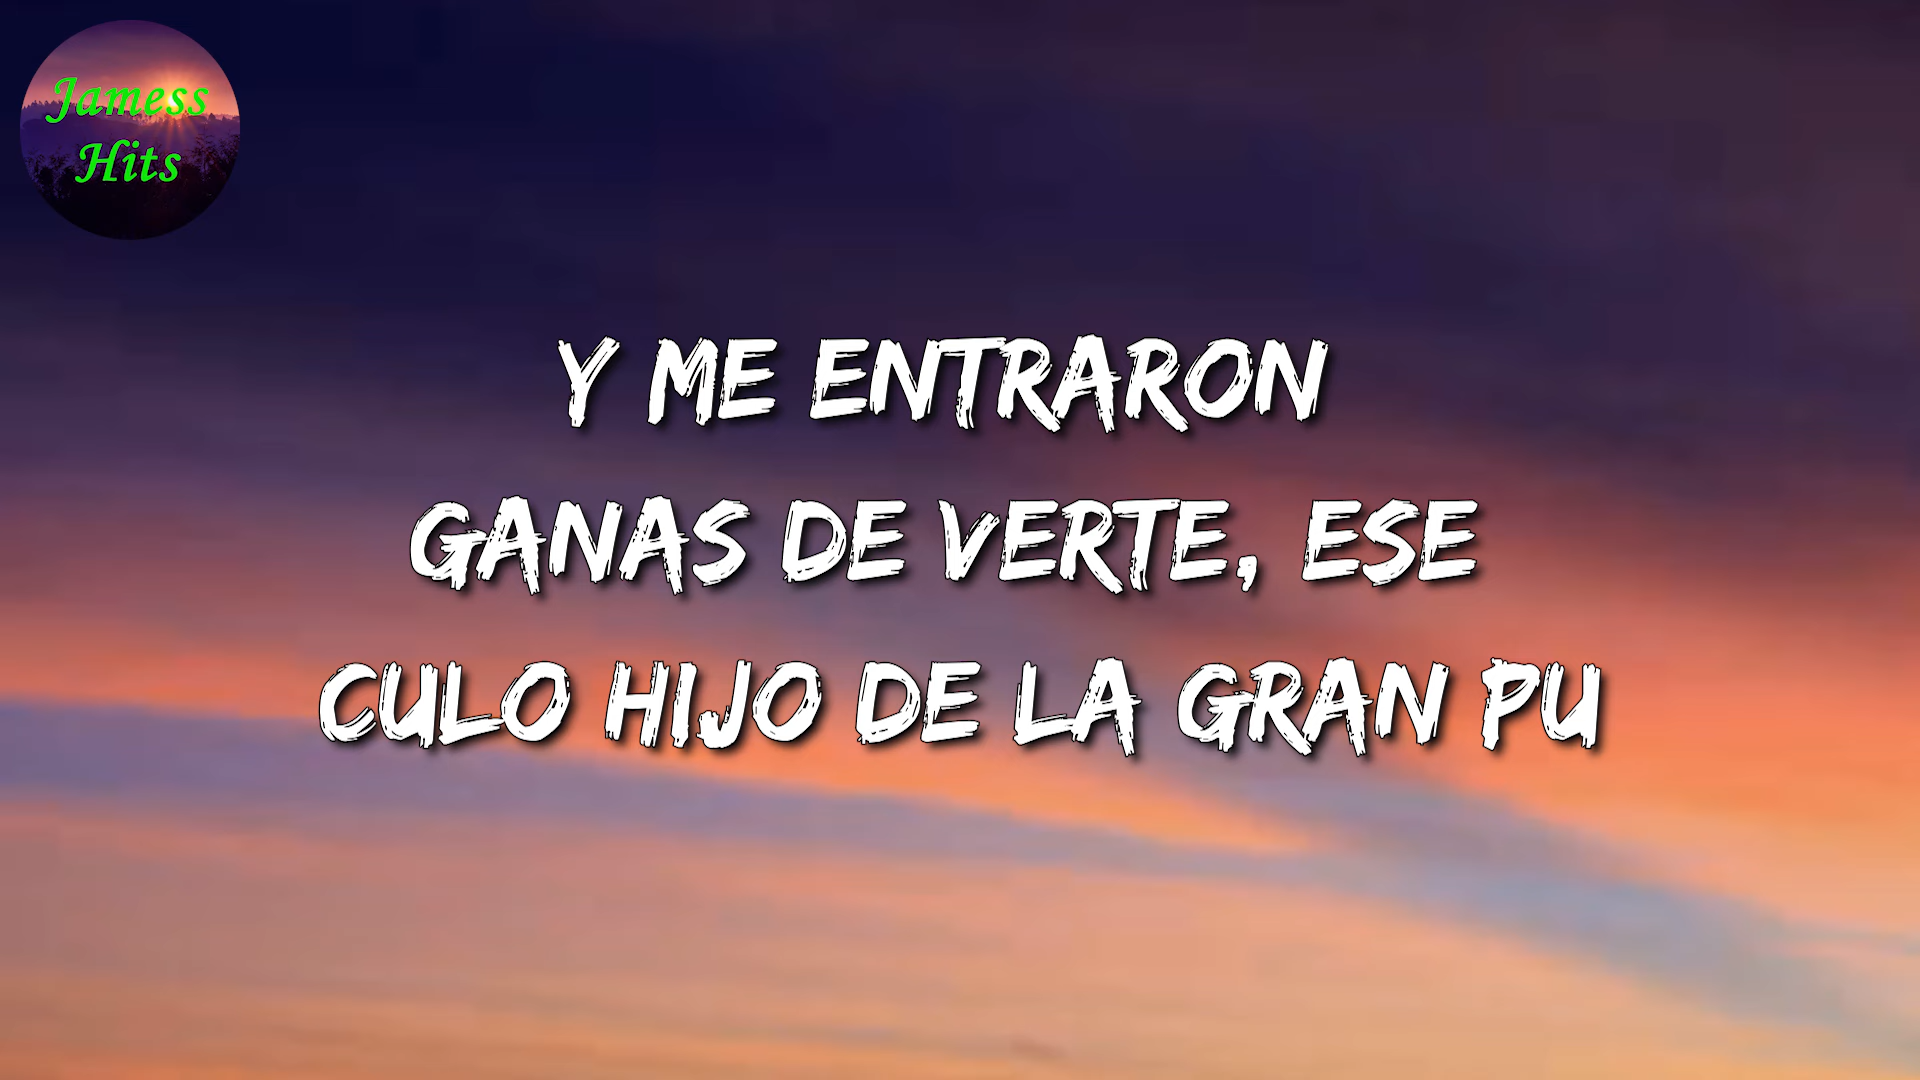 Jamess
Hits
Y ME ENTRARON
GANAS DE VERTE, ESE
CULO HIJO DE LA GRAN PU